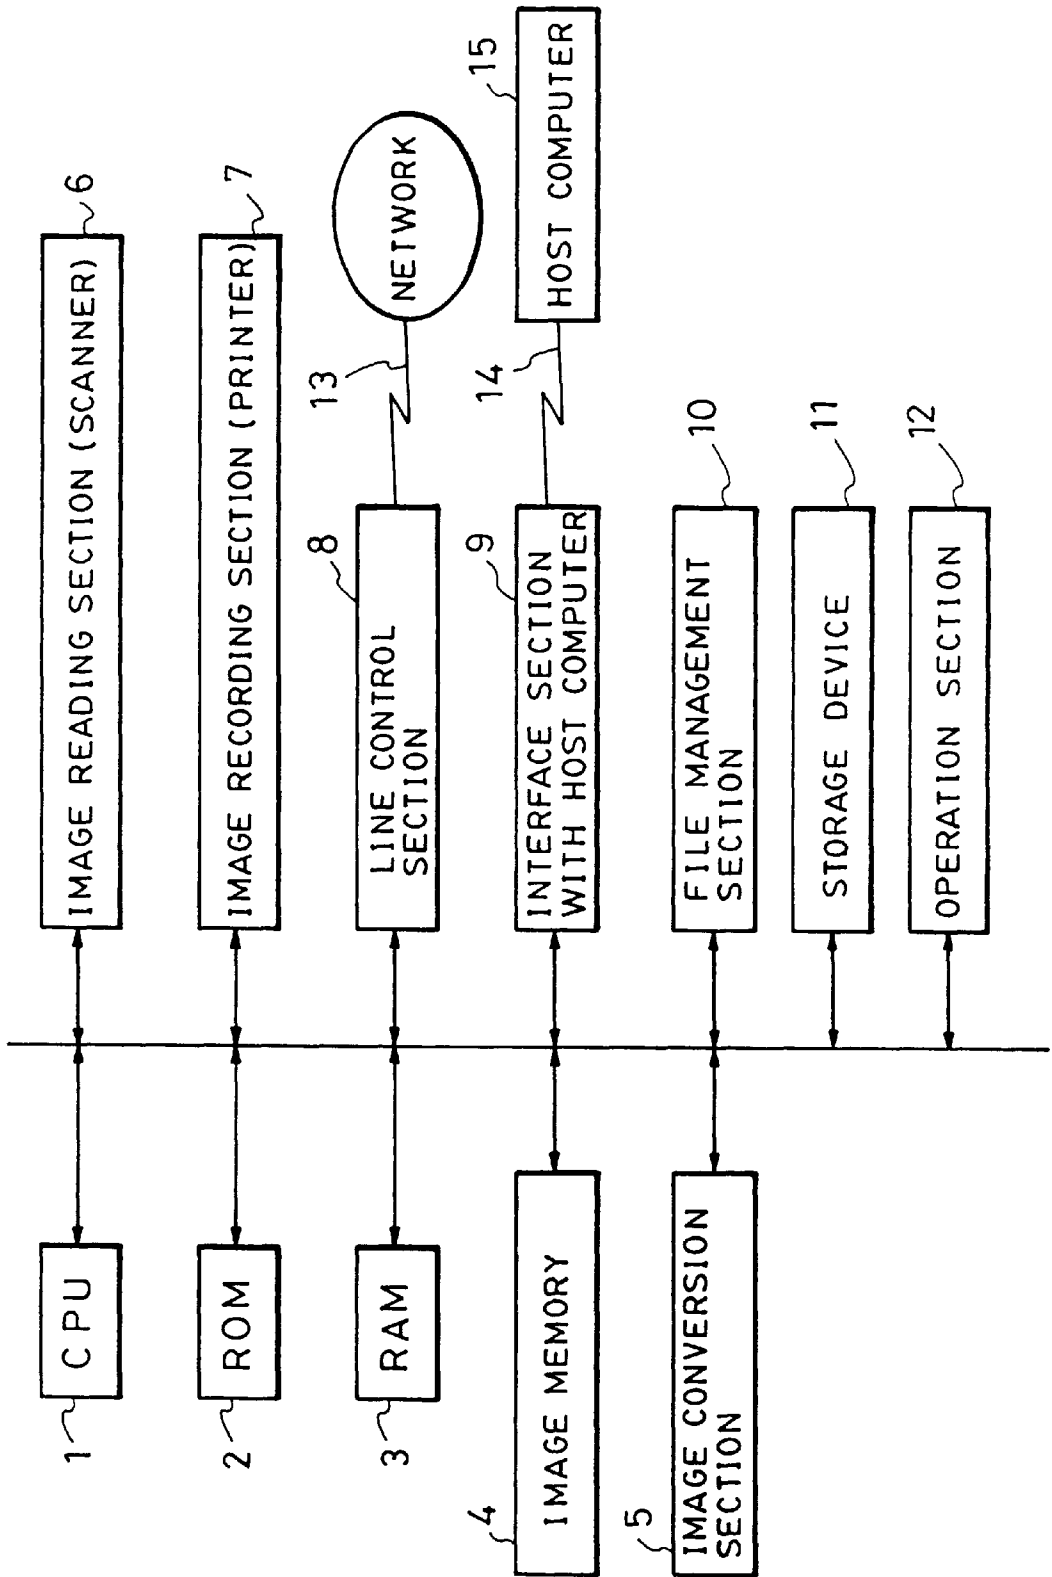 1
CPU
2
ROM
3
RAM
4
IMAGE MEMORY
5
IMAGE CONVERSION
SECTION
6
IMAGE READING SECTION (SCANNER)
7
IMAGE RECORDING SECTION (PRINTER)
8
LINE CONTROL
SECTION
13
NETWORK
9
INTERFACE SECTION
WITH HOST COMPUTER
14
15
HOST COMPUTER
10
FILE MANAGEMENT
SECTION
11
STORAGE DEVICE
12
OPERATION SECTION